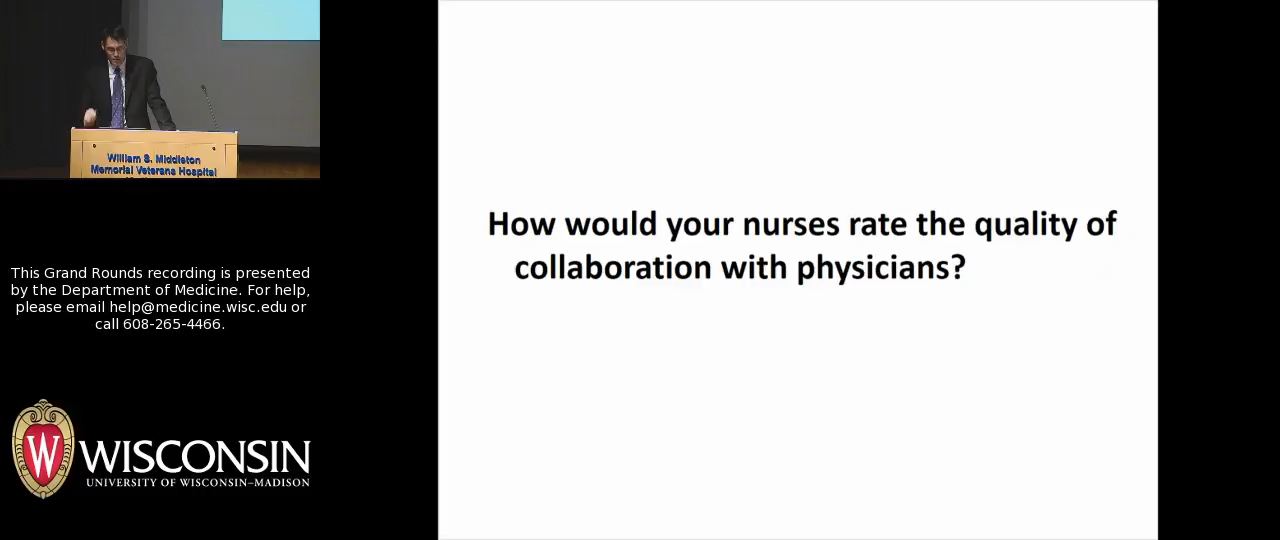 William S. Middleton
Memorial Veterans Hospital
How would your nurses rate the quality of
collaboration with physicians?
This Grand Rounds recording is presented
by the Department of Medicine. For help,
please email help@medicine.wisc.edu or
call 608-265-4466.
W
WISCONSIN
UNIVERSITY OF WISCONSIN–MADISON